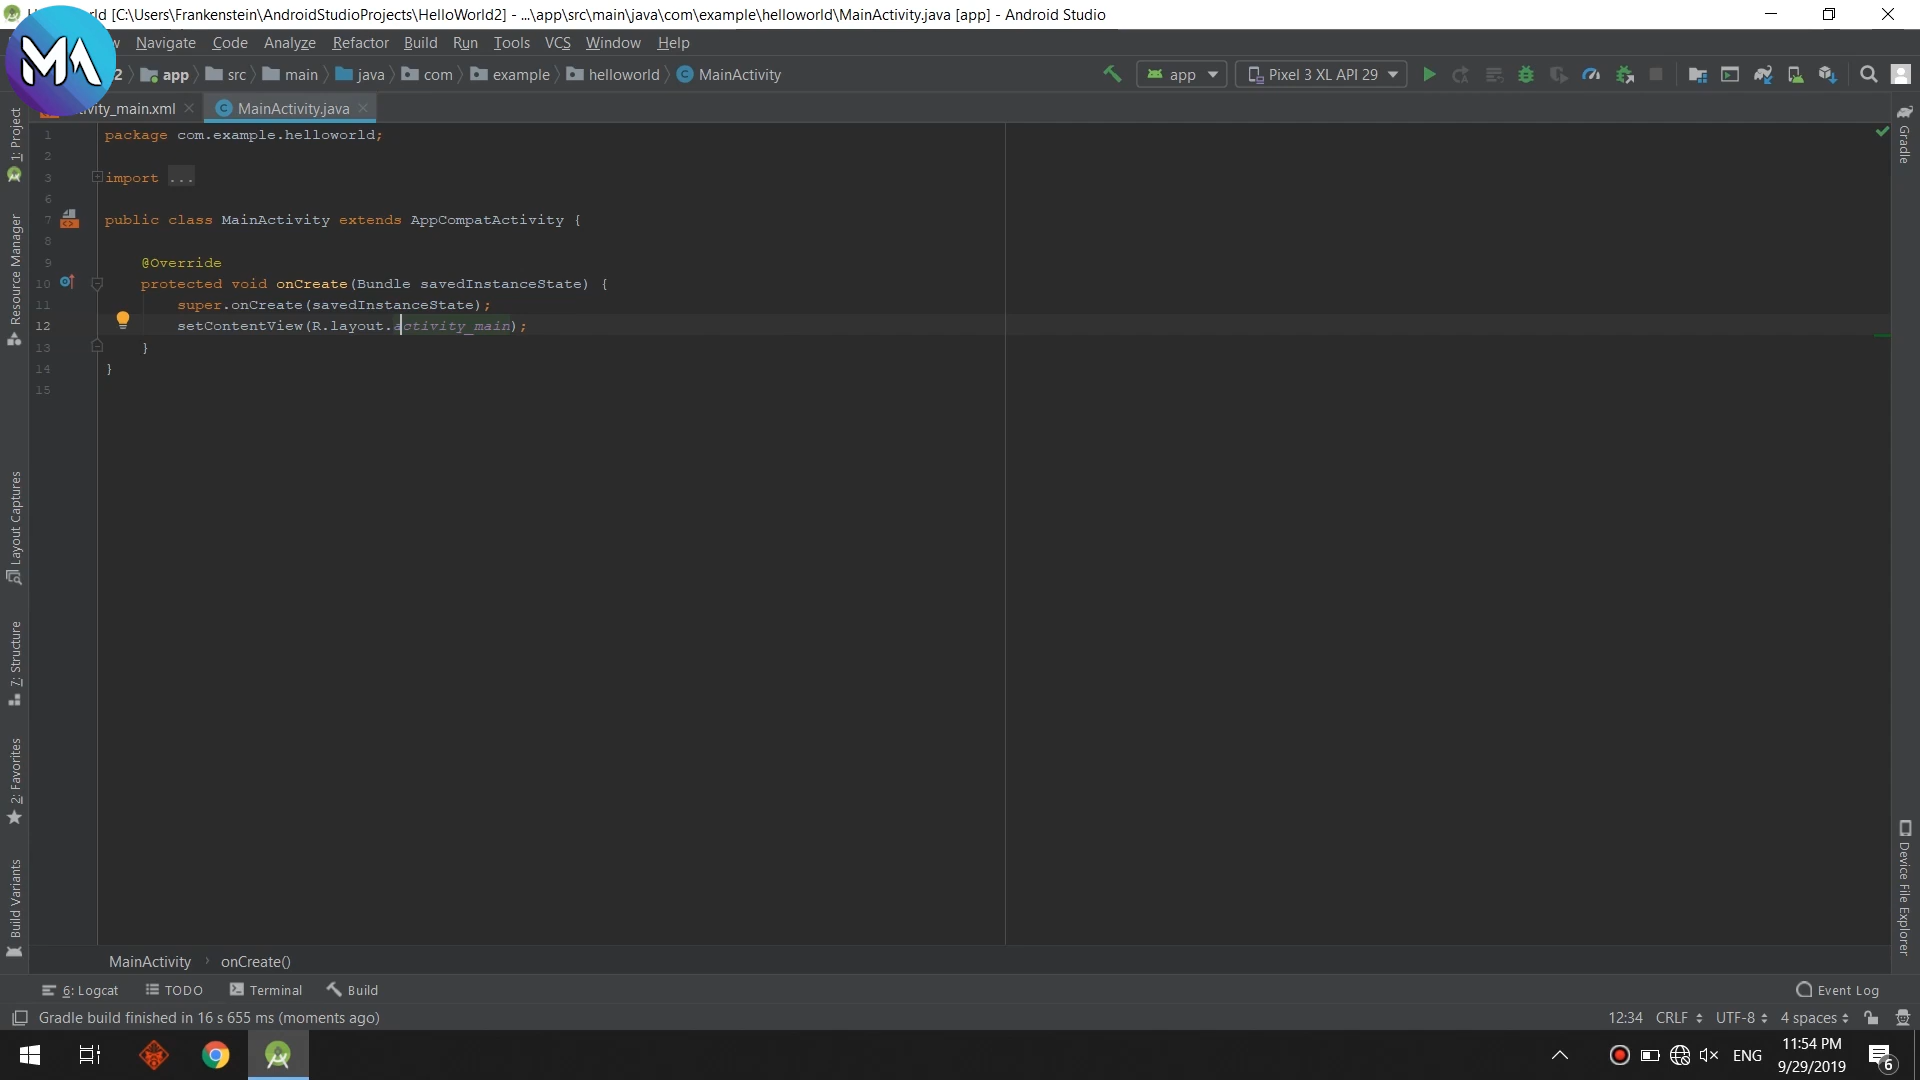 rld [C:\Users\Frankenstein\AndroidStudioProjects\HelloWorld2] - ...\app\src\main\java\com\example\helloworld\MainActivity.java [app] - Android Studio
Navigate Code Analyze Refactor Build Run Tools VCS Window Help
2 app src main java com example helloworld MainActivity app Pixel 3 XL API 29
MA
ivity_main.xml MainActivity.java
1 package com.example.helloworld;
2
3 import ...
6
7 public class MainActivity extends AppCompatActivity {
8
9 @Override
10 protected void onCreate(Bundle savedInstanceState) {
11 super.onCreate(savedInstanceState);
12 setContentView(R.layout.activity_main);
13 }
14 }
15
1: Project
Resource Manager
Layout Captures
7: Structure
2: Favorites
Build Variants
Gradle
Device File Explorer
MainActivity onCreate()
6: Logcat TODO Terminal Build Event Log
Gradle build finished in 16 s 655 ms (moments ago) 12:34 CRLF UTF-8 4 spaces
ENG 11:54 PM
9/29/2019
6